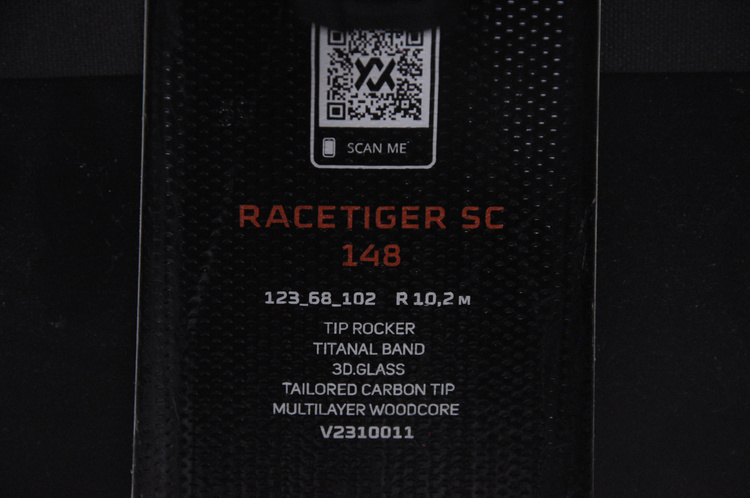 SCAN ME
RACETIGER SC
148
123_68_102 R 10,2 M
TIP ROCKER
TITANAL BAND
3D.GLASS
TAILORED CARBON TIP
MULTILAYER WOODCORE
V2310011